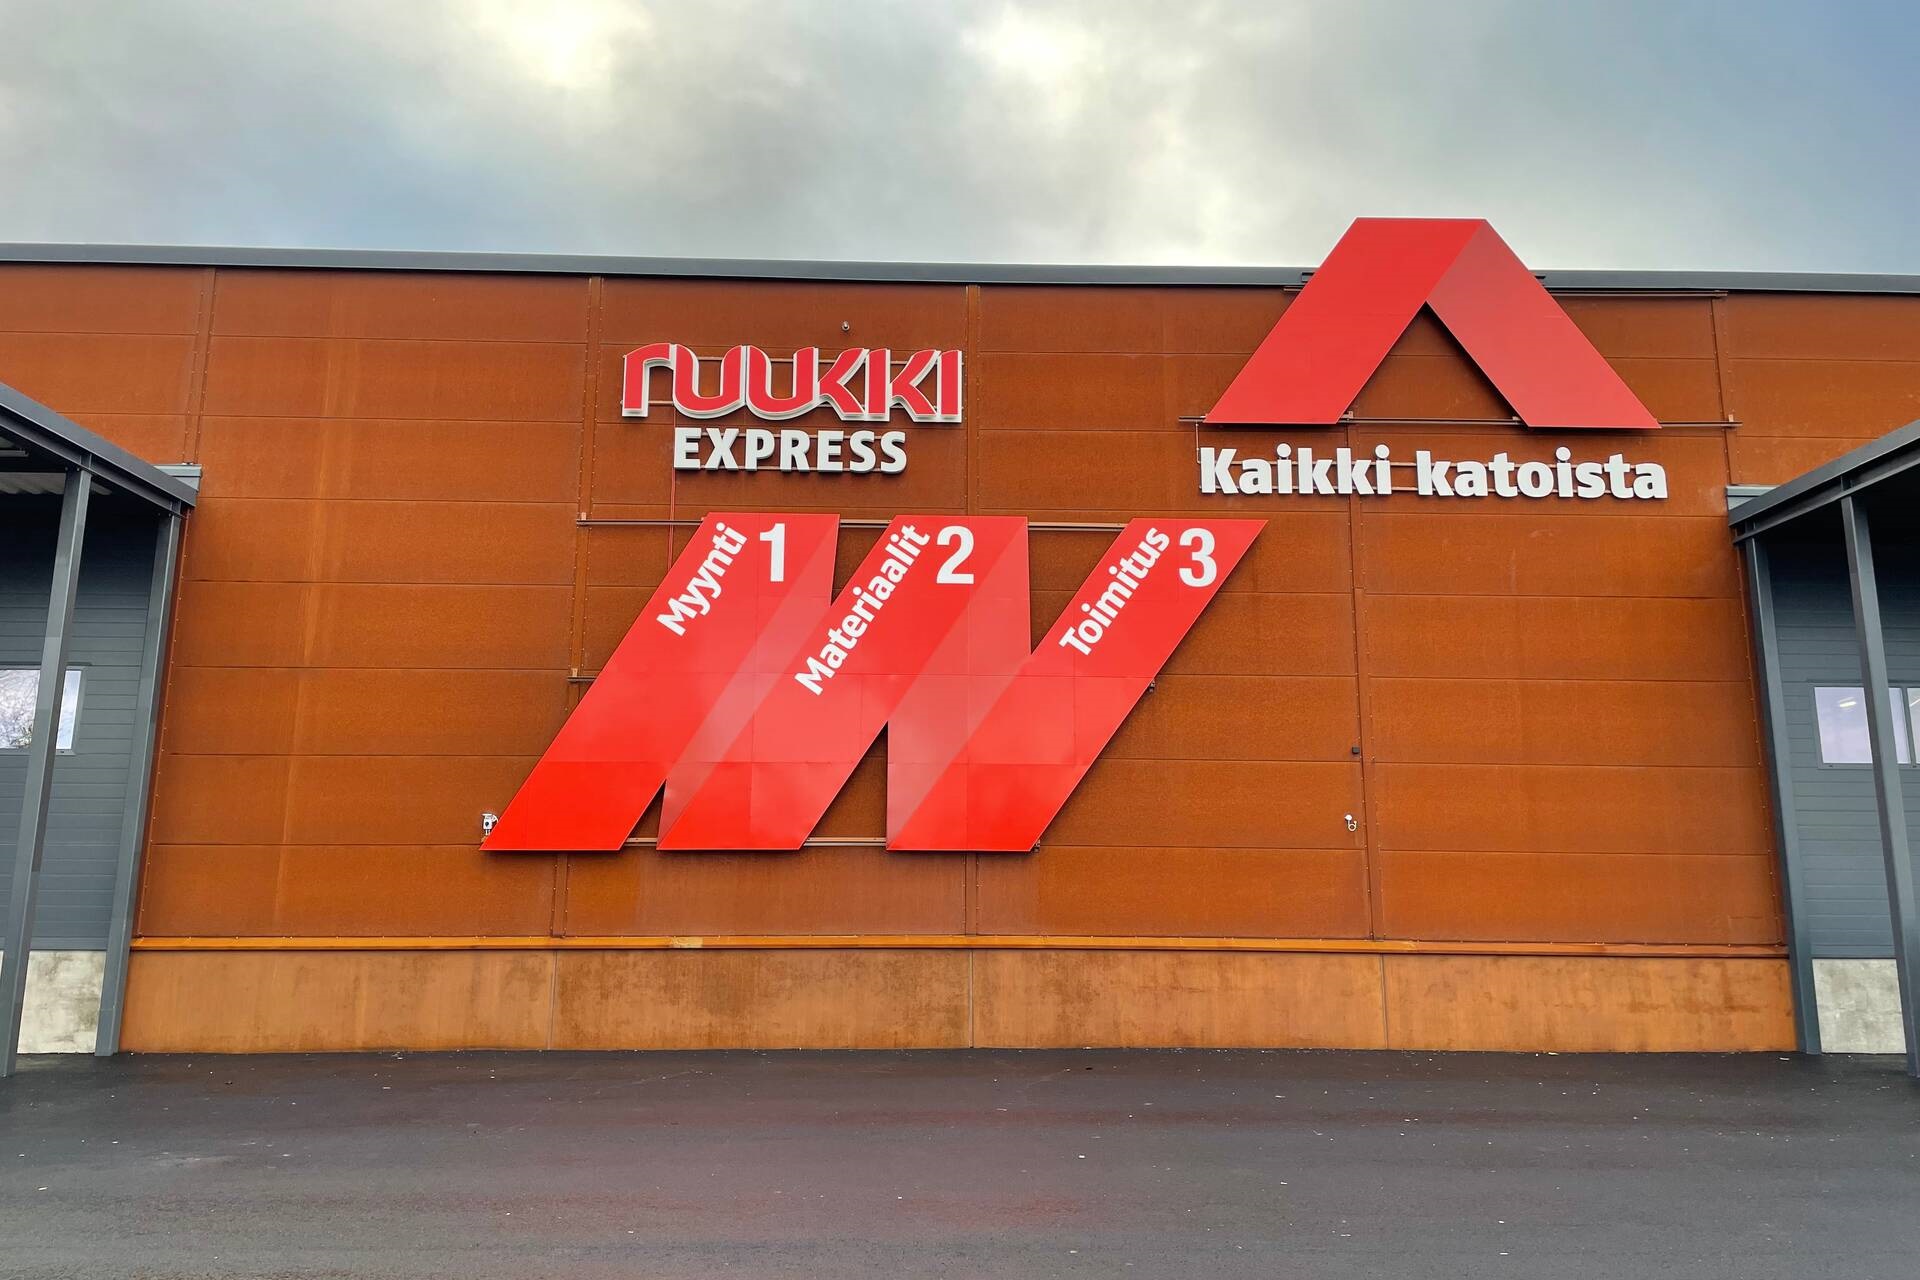 ruukki
EXPRESS
Kaikki katoista
Myynti 1
Materiaalit 2
Toimitus 3